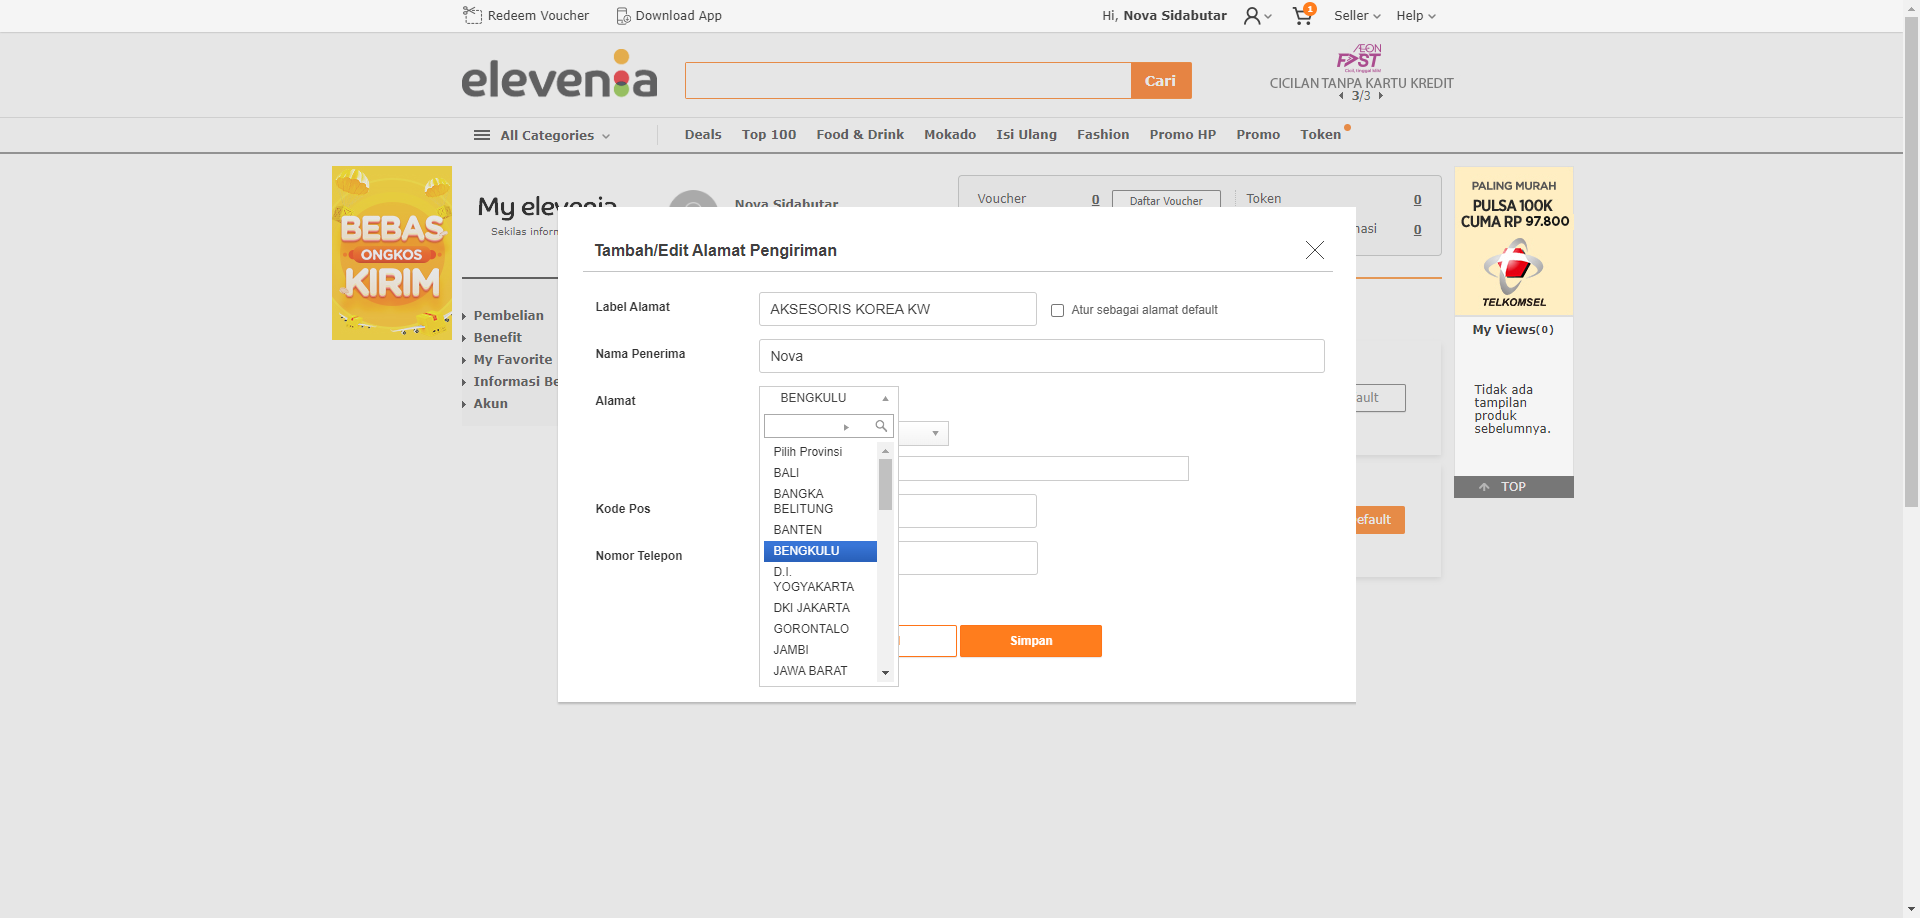 Redeem Voucher
Download App
Hi, Nova Sidabutar
1
Seller
Help
elevenia
Cari
ÆON
FAST
CICILAN TANPA KARTU KREDIT
3/3
All Categories
Deals
Top 100
Food & Drink
Mokado
Isi Ulang
Fashion
Promo HP
Promo
Token
BEBAS
ONGKOS
KIRIM
My elevenia
Sekilas inform
Nova Sidabutar
Voucher
0
Daftar Voucher
Token
0
nasi
0
Pembelian
Benefit
My Favorite
Informasi Be
Akun
Tambah/Edit Alamat Pengiriman
Label Alamat
AKSESORIS KOREA KW
Atur sebagai alamat default
Nama Penerima
Nova
Alamat
BENGKULU
Pilih Provinsi
BALI
BANGKA
BELITUNG
BANTEN
BENGKULU
D.I.
YOGYAKARTA
DKI JAKARTA
GORONTALO
JAMBI
JAWA BARAT
Kode Pos
Nomor Telepon
Simpan
ault
efault
PALING MURAH
PULSA 100K
CUMA RP 97.800
TELKOMSEL
My Views(0)
Tidak ada
tampilan
produk
sebelumnya.
TOP